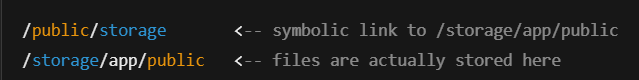 /public/storage        <-- symbolic link to /storage/app/public
/storage/app/public    <-- files are actually stored here